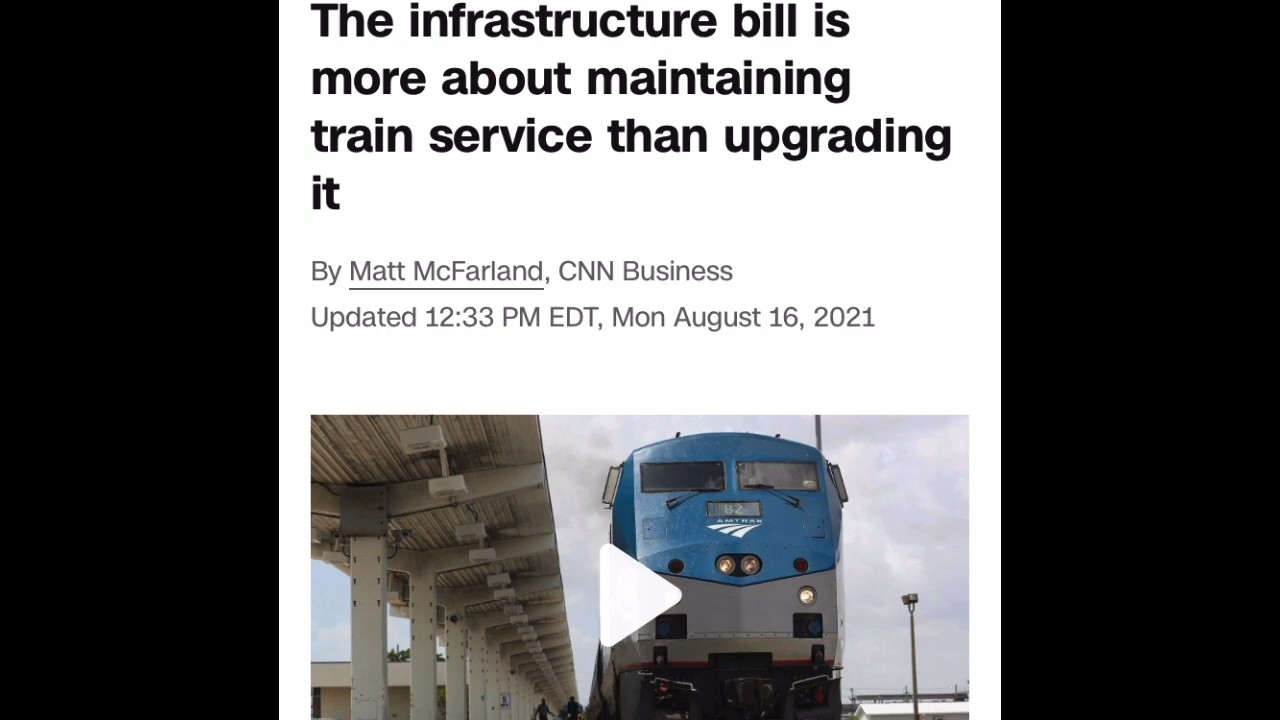 The infrastructure bill is
more about maintaining
train service than upgrading
it
By Matt McFarland, CNN Business
Updated 12:33 PM EDT, Mon August 16, 2021
82
AMTRAK